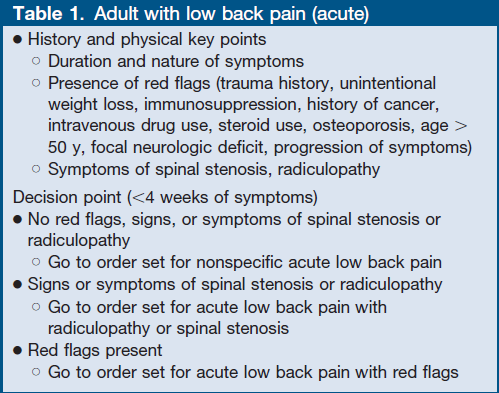 Table 1. Adult with low back pain (acute)
● History and physical key points
○ Duration and nature of symptoms
○ Presence of red flags (trauma history, unintentional
weight loss, immunosuppression, history of cancer,
intravenous drug use, steroid use, osteoporosis, age >
50 y, focal neurologic deficit, progression of symptoms)
○ Symptoms of spinal stenosis, radiculopathy
Decision point (<4 weeks of symptoms)
● No red flags, signs, or symptoms of spinal stenosis or
radiculopathy
○ Go to order set for nonspecific acute low back pain
● Signs or symptoms of spinal stenosis or radiculopathy
○ Go to order set for acute low back pain with
radiculopathy or spinal stenosis
● Red flags present
○ Go to order set for acute low back pain with red flags